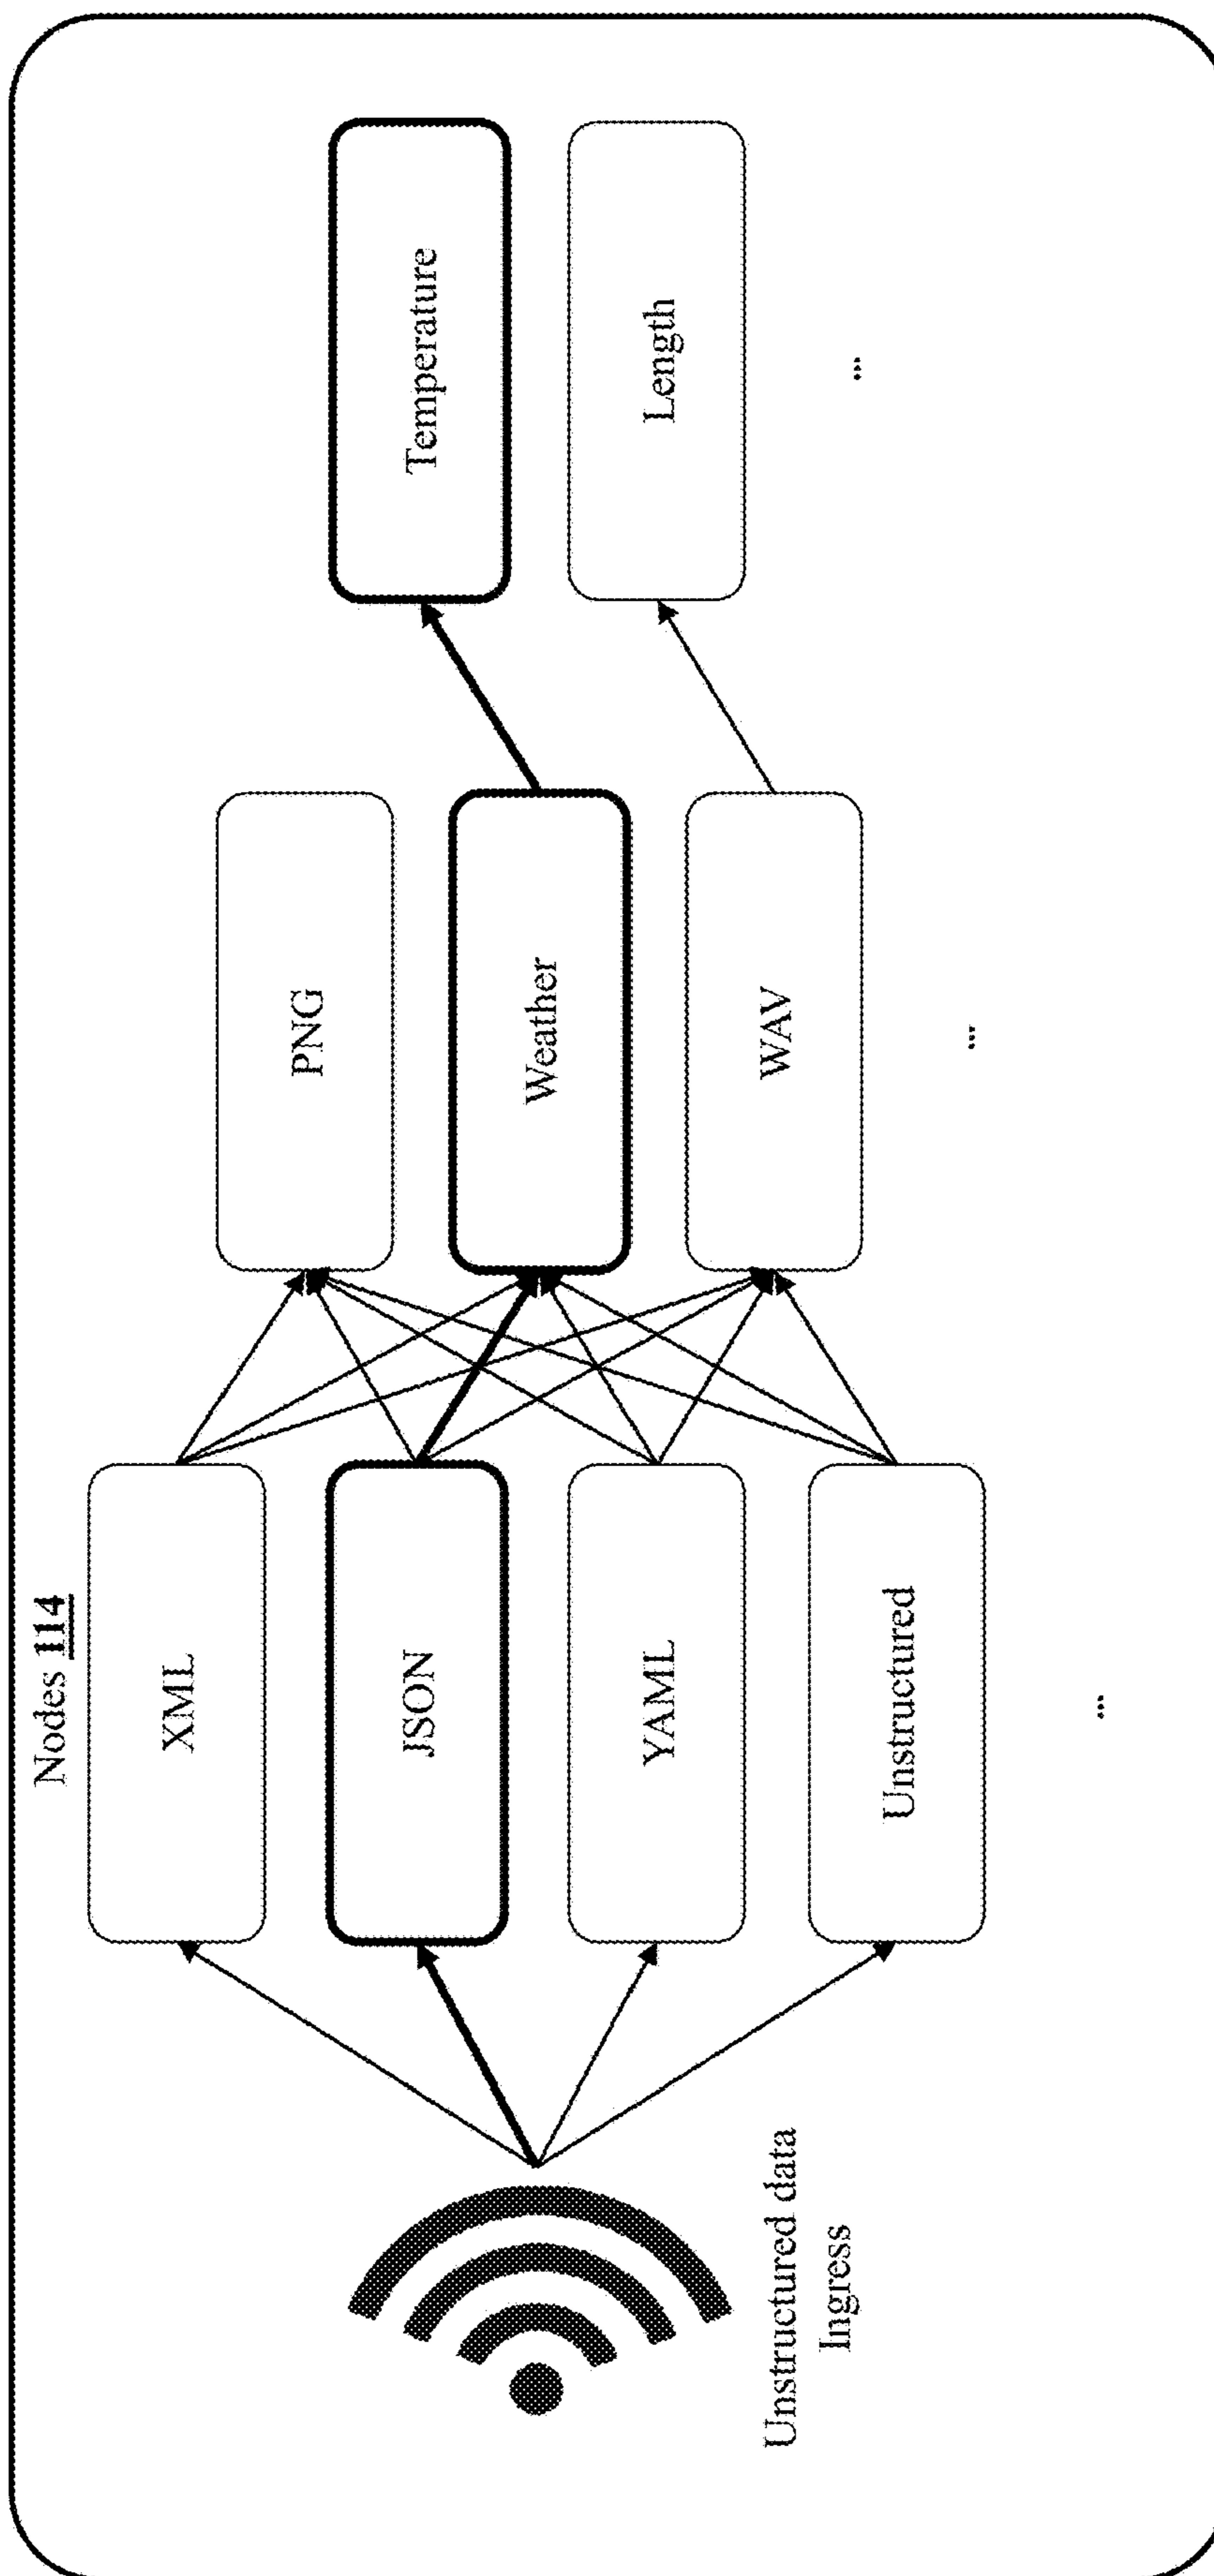 Nodes 114
XML
JSON
YAML
Unstructured
...
PNG
Weather
WAV
...
Temperature
Length
...
Unstructured data
Ingress